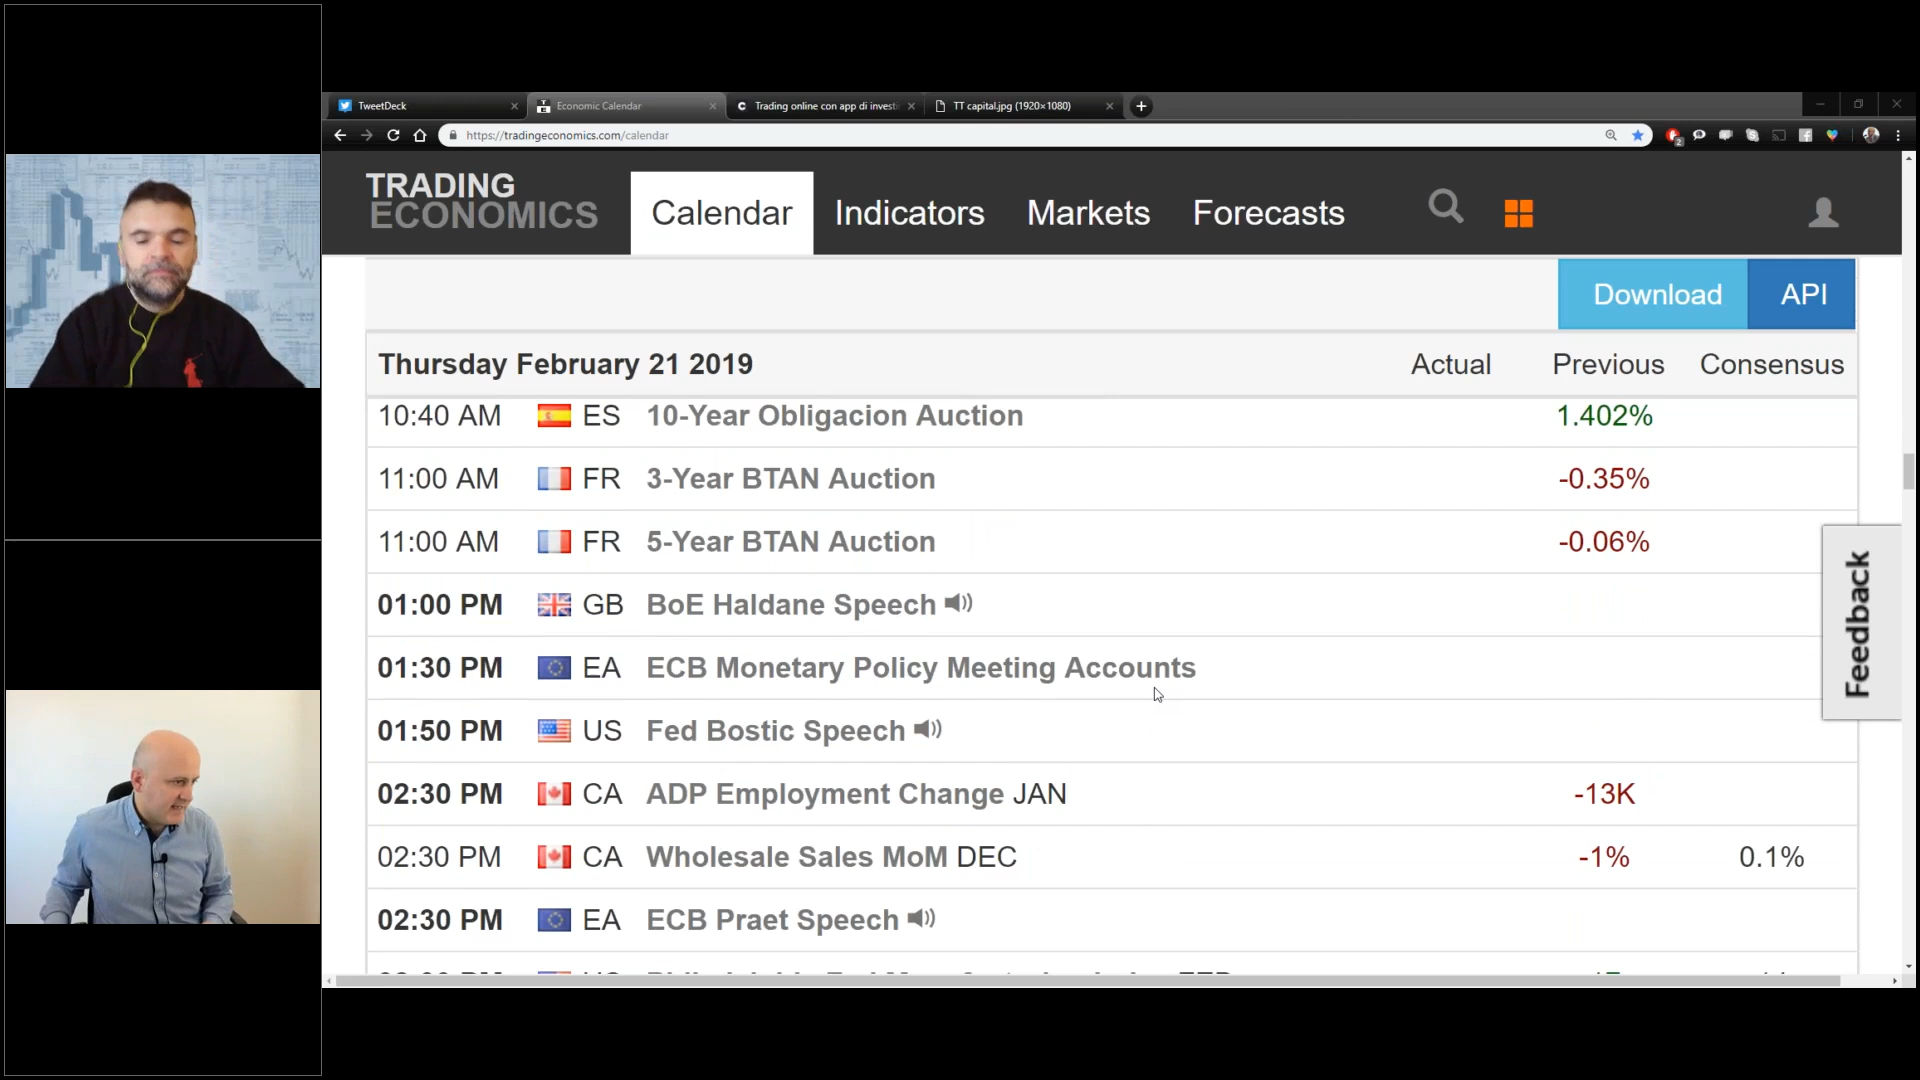 TweetDeck
Economic Calendar
Trading online con app di investi
TT capital.jpg (1920×1080)
https://tradingeconomics.com/calendar
TRADING
ECONOMICS
Calendar
Indicators
Markets
Forecasts
Download
API
Thursday February 21 2019 Actual Previous Consensus
10:40 AM ES 10-Year Obligacion Auction 1.402%
11:00 AM FR 3-Year BTAN Auction -0.35%
11:00 AM FR 5-Year BTAN Auction -0.06%
01:00 PM GB BoE Haldane Speech
01:30 PM EA ECB Monetary Policy Meeting Accounts
01:50 PM US Fed Bostic Speech
02:30 PM CA ADP Employment Change JAN -13K
02:30 PM CA Wholesale Sales MoM DEC -1% 0.1%
02:30 PM EA ECB Praet Speech
Feedback